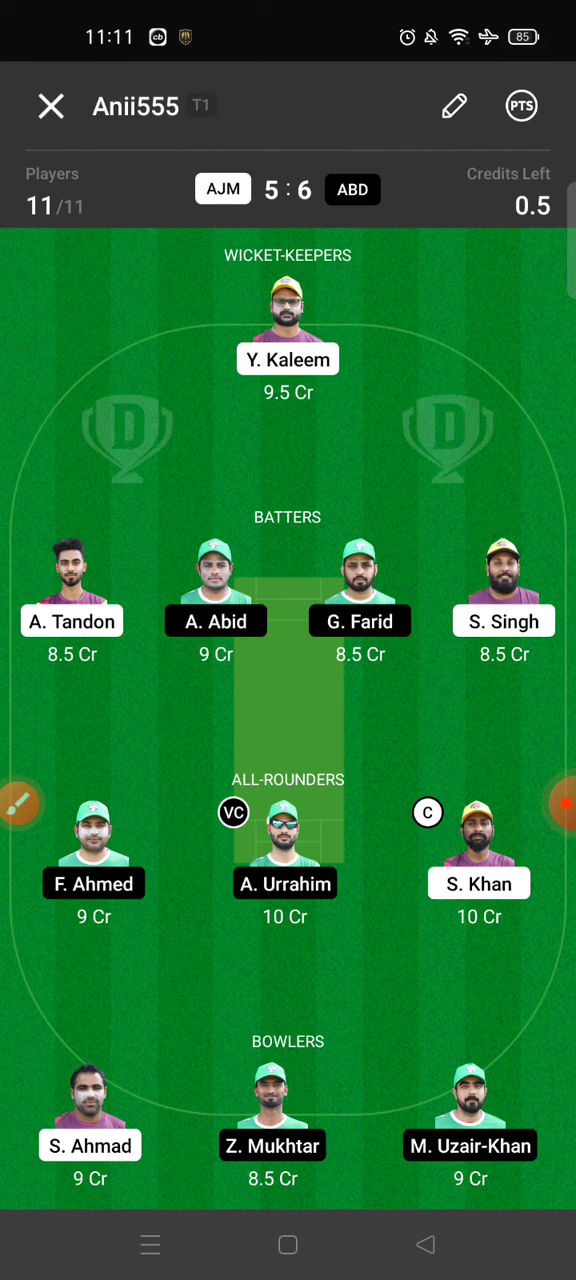 11:11 cb 85
Anii555 T1 PTS
Players AJM 5 : 6 ABD Credits Left
11/11 0.5
WICKET-KEEPERS
Y. Kaleem
9.5 Cr
D D
BATTERS
A. Tandon A. Abid G. Farid S. Singh
8.5 Cr 9 Cr 8.5 Cr 8.5 Cr
ALL-ROUNDERS
VC C
F. Ahmed A. Urrahim S. Khan
9 Cr 10 Cr 10 Cr
BOWLERS
S. Ahmad Z. Mukhtar M. Uzair-Khan
9 Cr 8.5 Cr 9 Cr